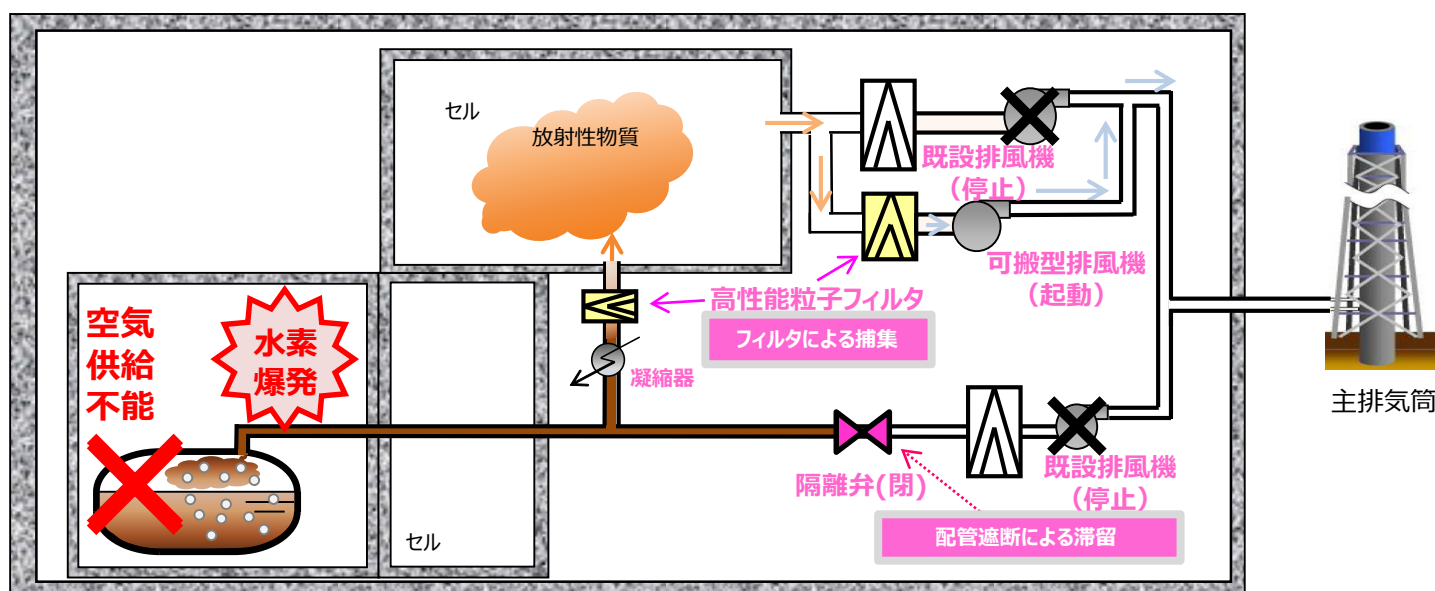 セル
放射性物質
既設排風機
(停止)
可搬型排風機
(起動)
高性能粒子フィルタ
フィルタによる捕集
空気
供給
不能
水素
爆発
凝縮器
主排気筒
隔離弁(閉)
既設排風機
(停止)
配管遮断による滞留
セル